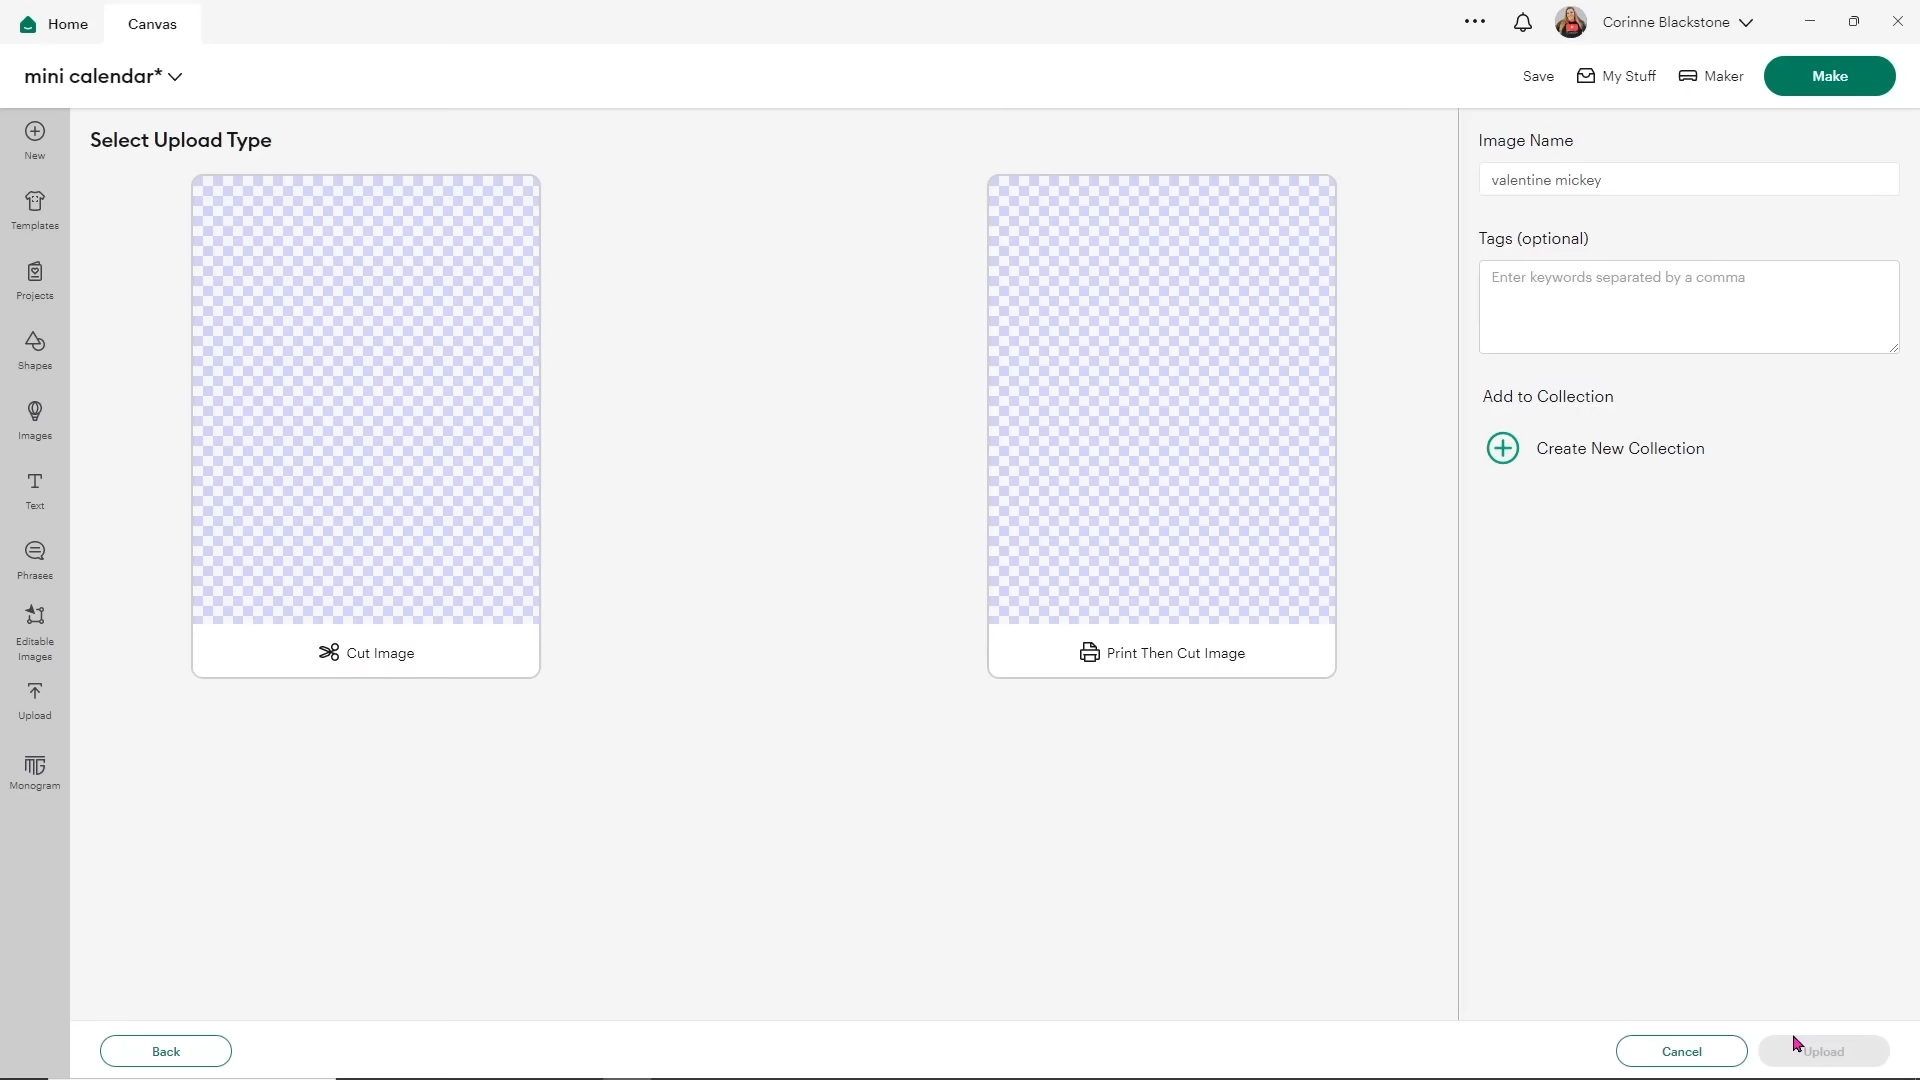 Home
Canvas
Corinne Blackstone
mini calendar*
Save
My Stuff
Maker
Make
New
Templates
Projects
Shapes
Images
Text
Phrases
Editable
Images
Upload
Monogram
Select Upload Type
Cut Image
Print Then Cut Image
Image Name
valentine mickey
Tags (optional)
Enter keywords separated by a comma
Add to Collection
Create New Collection
Back
Cancel
Upload